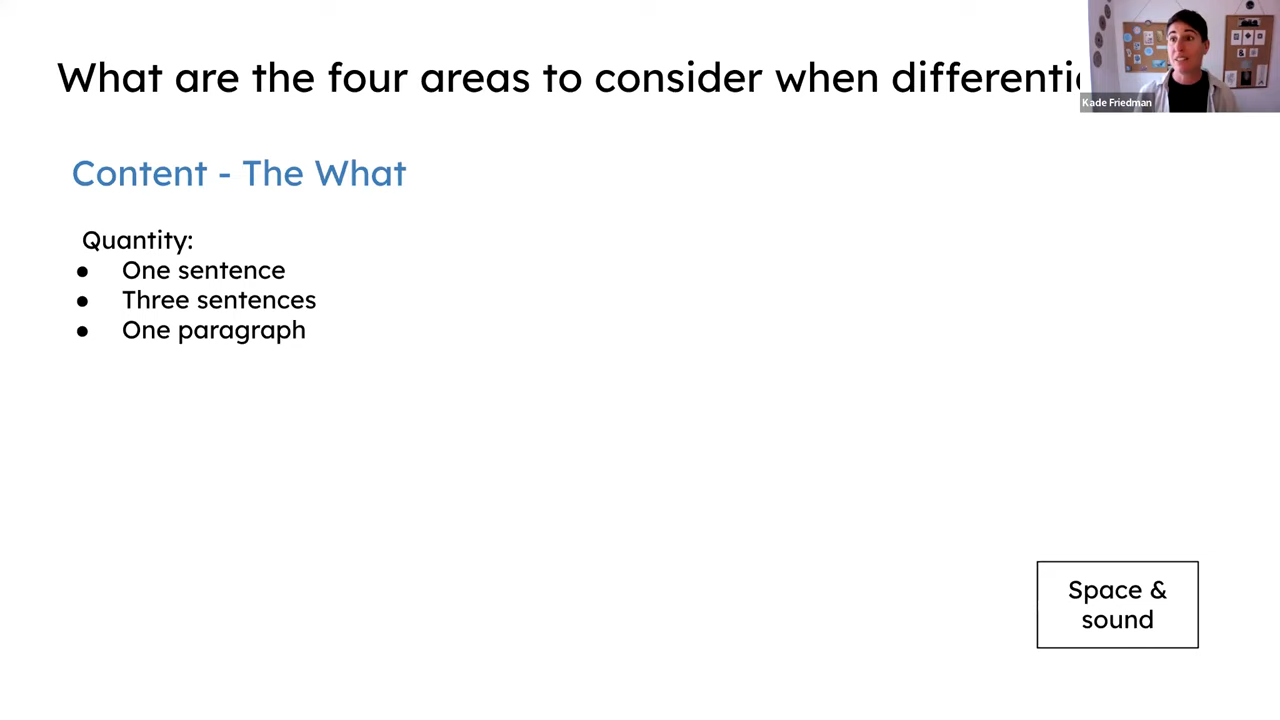 What are the four areas to consider when
Kade Friedman
Content - The What
Quantity:
● One sentence
● Three sentences
● One paragraph
Space &
sound